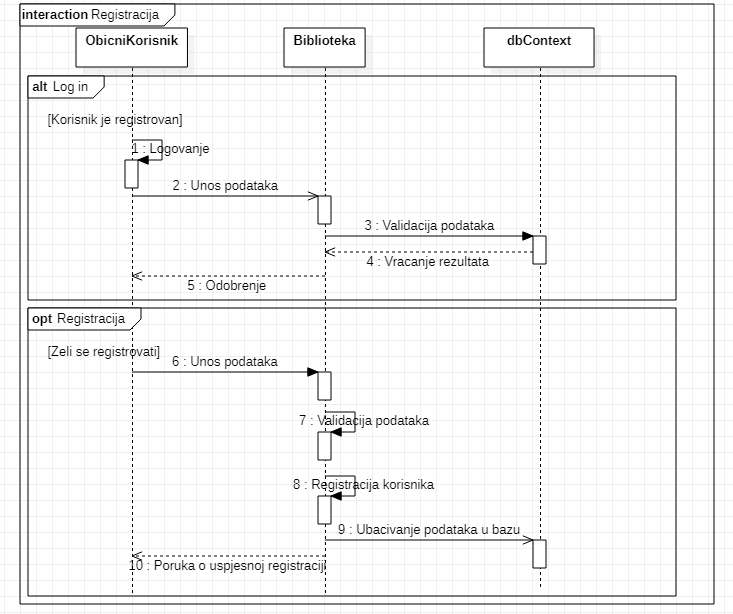 interaction Registracija
ObicniKorisnik
Biblioteka
dbContext
alt Log in
[Korisnik je registrovan]
1 : Logovanje
2 : Unos podataka
3 : Validacija podataka
4 : Vracanje rezultata
5 : Odobrenje
opt Registracija
[Zeli se registrovati]
6 : Unos podataka
7 : Validacija podataka
8 : Registracija korisnika
9 : Ubacivanje podataka u bazu
10 : Poruka o uspjesnoj registraciji